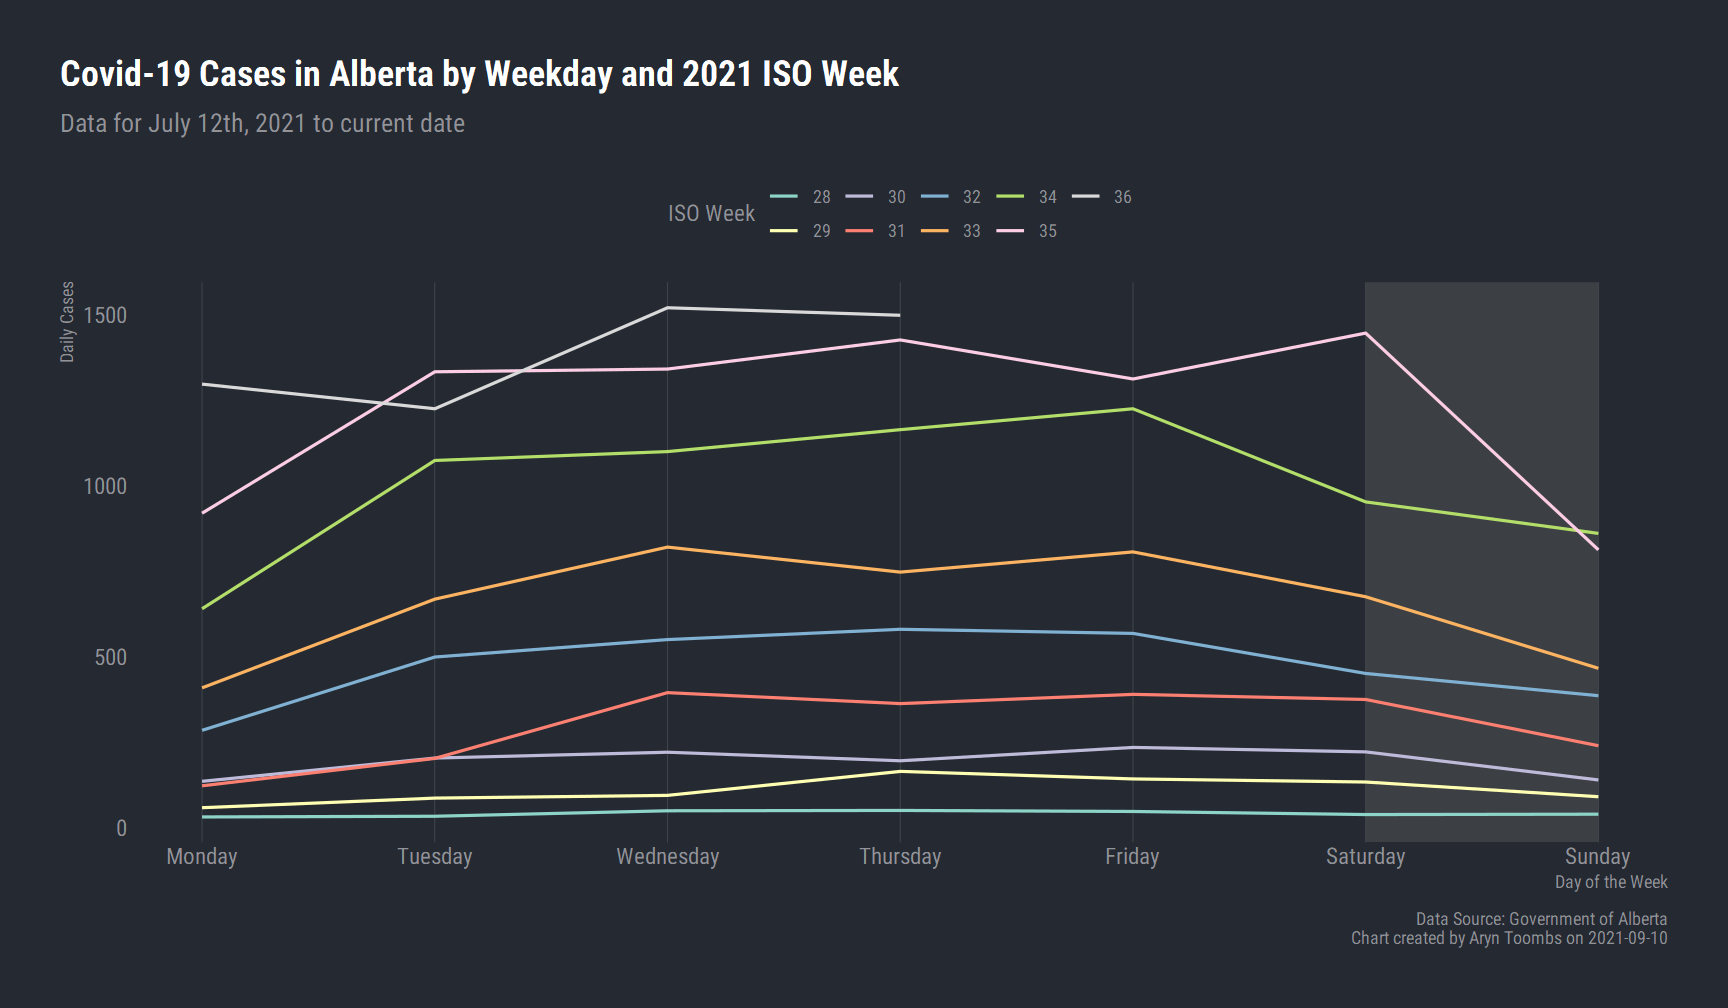 Covid-19 Cases in Alberta by Weekday and 2021 ISO Week
Data for July 12th, 2021 to current date
ISO Week
28 30 32 34 36
29 31 33 35
Daily Cases
1500
1000
500
0
Monday Tuesday Wednesday Thursday Friday Saturday Sunday
Day of the Week
Data Source: Government of Alberta
Chart created by Aryn Toombs on 2021-09-10